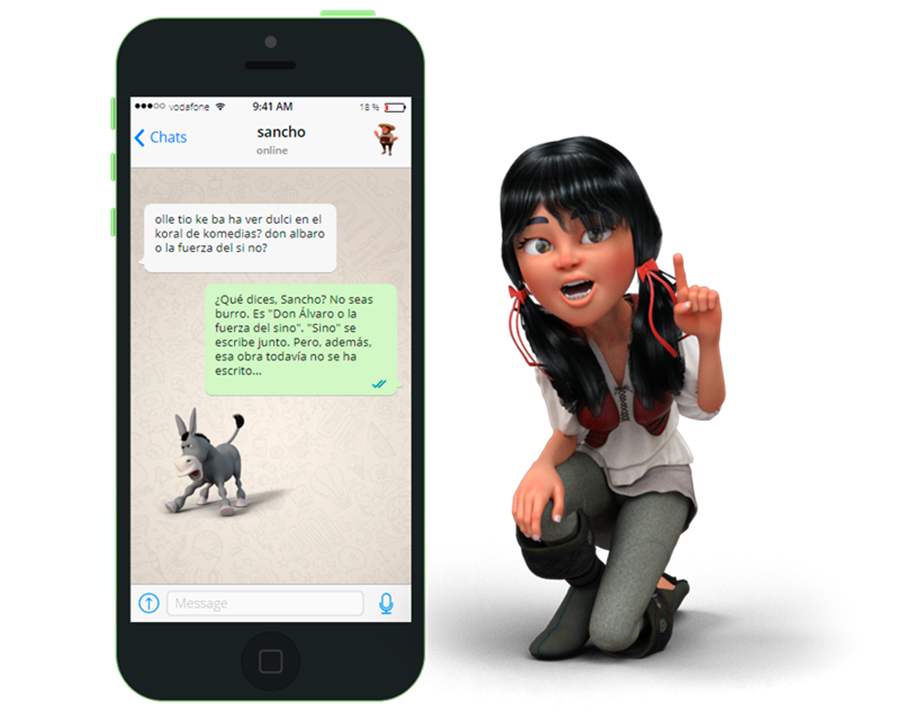 vodafone 9:41 AM 18 %
Chats sancho
online
olle tio ke ba ha ver dulci en el
koral de komedias? don albaro
o la fuerza del si no?
¿Qué dices, Sancho? No seas
burro. Es "Don Álvaro o la
fuerza del sino". "Sino" se
escribe junto. Pero, además,
esa obra todavía no se ha
escrito...
Message